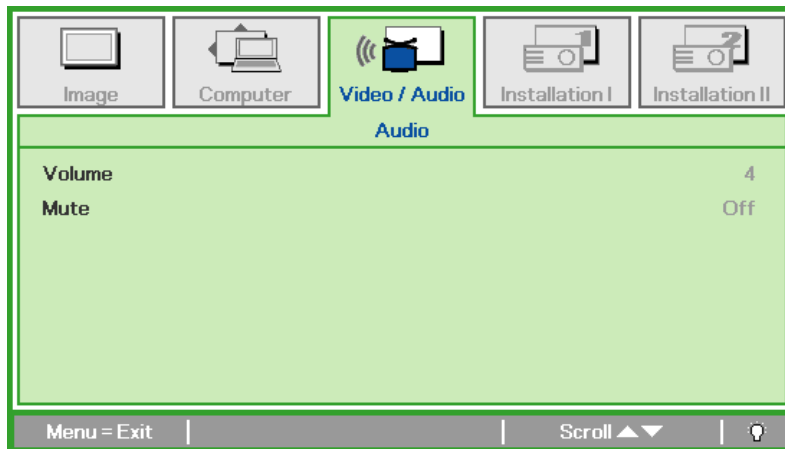 Image Computer Video / Audio Installation I Installation II
Audio
Volume 4
Mute Off
Menu = Exit Scroll ▲▼